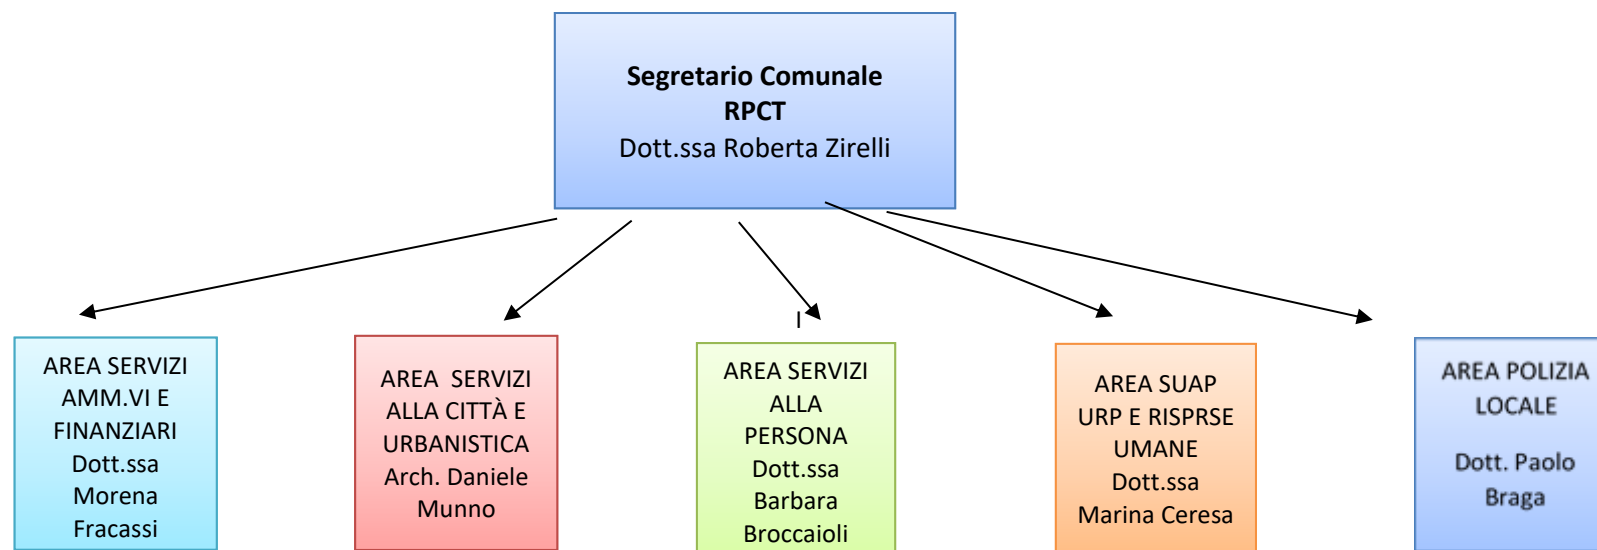 Segretario Comunale
RPCT
Dott.ssa Roberta Zirelli
AREA SERVIZI
AMM.VI E
FINANZIARI
Dott.ssa
Morena
Fracassi
AREA  SERVIZI
ALLA CITTÀ E
URBANISTICA
Arch. Daniele
Munno
l
AREA SERVIZI
ALLA
PERSONA
Dott.ssa
Barbara
Broccaioli
AREA SUAP
URP E RISPRSE
UMANE
Dott.ssa
Marina Ceresa
AREA POLIZIA
LOCALE
Dott. Paolo
Braga